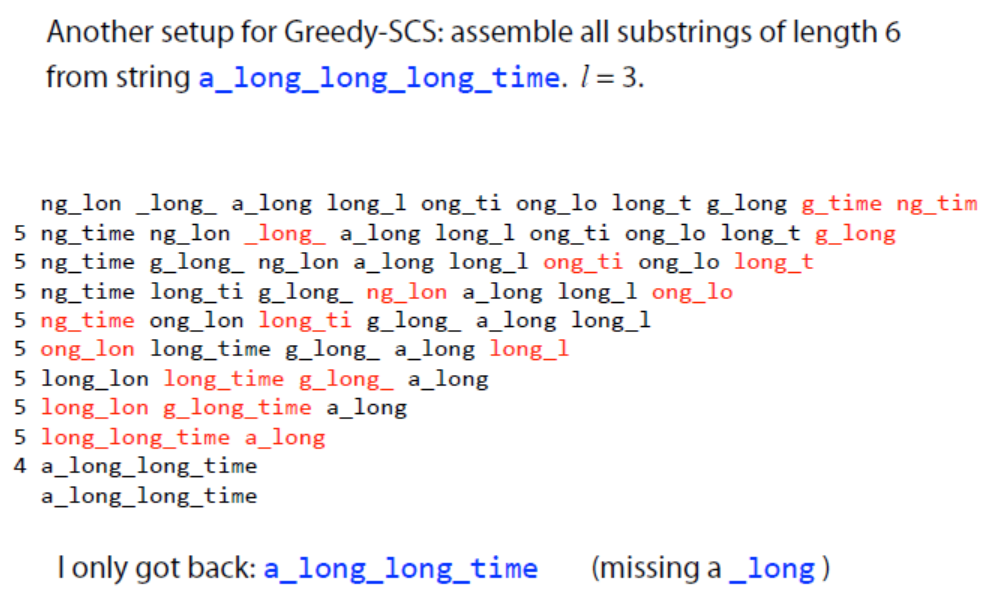 Another setup for Greedy-SCS: assemble all substrings of length 6
from string a_long_long_long_time. l = 3.
ng_lon _long_ a_long long_l ong_ti ong_lo long_t g_long g_time ng_tim
5 ng_time ng_lon _long_ a_long long_l ong_ti ong_lo long_t g_long
5 ng_time g_long_ ng_lon a_long long_l ong_ti ong_lo long_t
5 ng_time long_ti g_long_ ng_lon a_long long_l ong_lo
5 ng_time ong_lon long_ti g_long_ a_long long_l
5 ong_lon long_time g_long_ a_long long_l
5 long_lon long_time g_long_ a_long
5 long_lon g_long_time a_long
5 long_long_time a_long
4 a_long_long_time
a_long_long_time
I only got back: a_long_long_time (missing a _long )